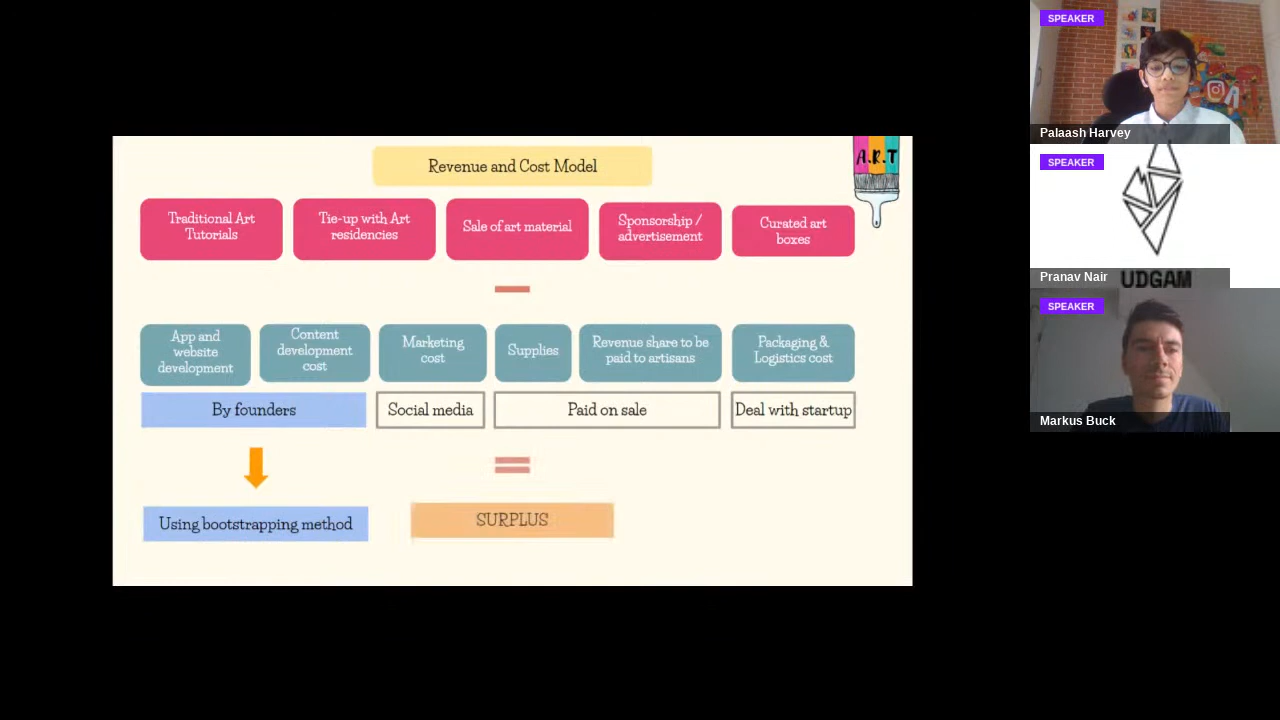 Revenue and Cost Model
A.R.T
Traditional Art
Tutorials
Tie-up with Art
residencies
Sale of art material
Sponsorship /
advertisement
Curated art
boxes
App and
website
development
Content
development
cost
Marketing
cost
Supplies
Revenue share to be
paid to artisans
Packaging &
Logistics cost
By founders
Social media
Paid on sale
Deal with startup
Using bootstrapping method
SURPLUS
SPEAKER
Palaash Harvey
SPEAKER
Pranav Nair
UDGAM
SPEAKER
Markus Buck